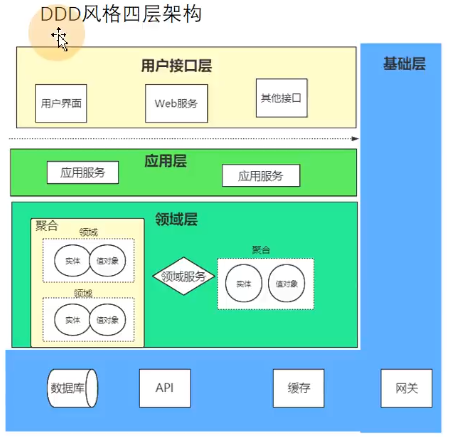 DDD风格四层架构
用户接口层
基础层
用户界面
Web服务
其他接口
应用层
应用服务
应用服务
领域层
聚合
领域
实体
值对象
领域服务
聚合
实体
值对象
领域
实体
值对象
数据库
API
缓存
网关